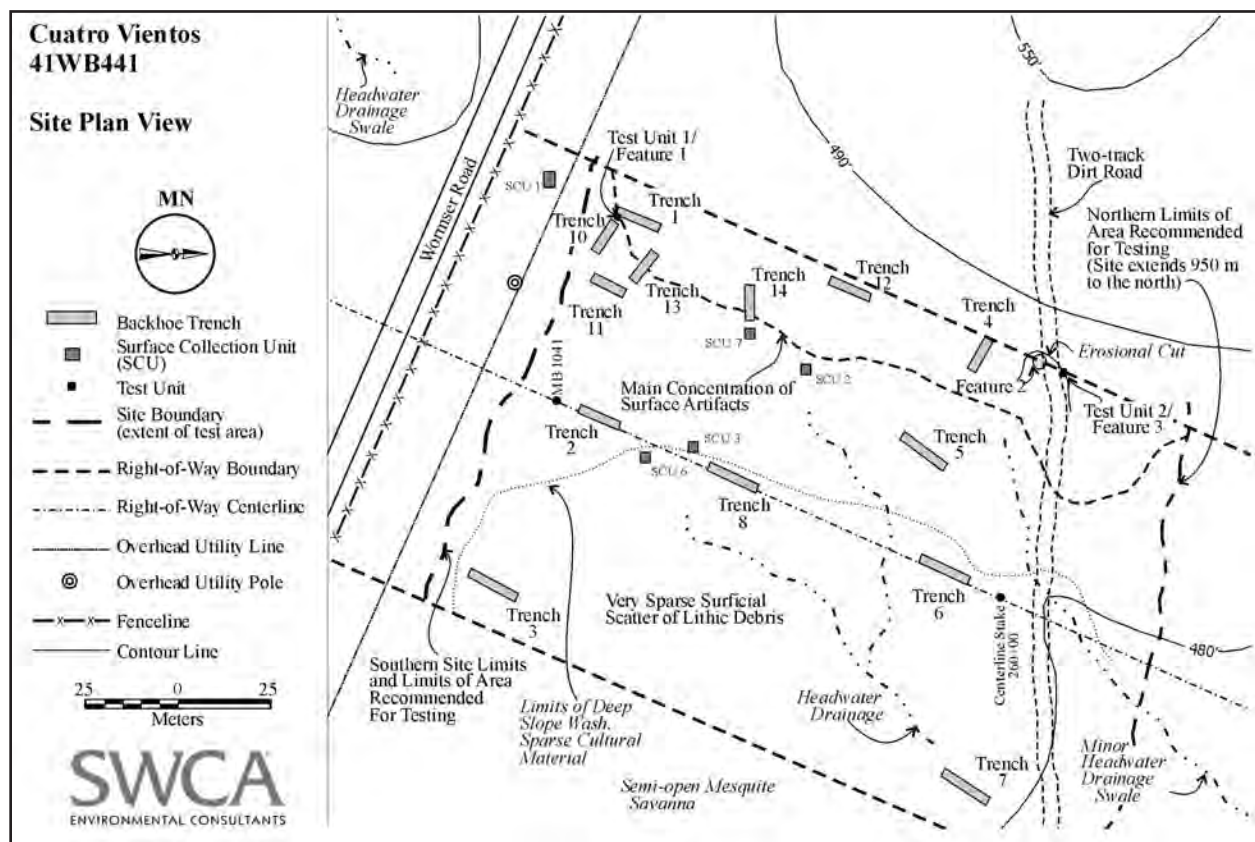 Cuatro Vientos
41WB441
Site Plan View
MN
Backhoe Trench
Surface Collection Unit
(SCU)
Test Unit
Site Boundary
(extent of test area)
Right-of-Way Boundary
Right-of-Way Centerline
Overhead Utility Line
Overhead Utility Pole
Fenceline
Contour Line
25 0 25
Meters
SWCA
ENVIRONMENTAL CONSULTANTS
Headwater
Drainage
Swale
Wormser Road
SCU 1
Test Unit 1/
Feature 1
Trench
1
Trench
10
Trench
11
Trench
13
Trench
14
SCU 7
SCU 2
Trench
12
Trench
4
490'
550'
Two-track
Dirt Road
Northern Limits of
Area Recommended
for Testing
(Site extends 950 m
to the north)
Erosional Cut
Feature 2
Test Unit 2/
Feature 3
Main Concentration of
Surface Artifacts
MB 1041
Trench
2
SCU 3
SCU 6
Trench
8
Trench
5
Trench
6
Centerline Stake
260+00
480'
Trench
3
Very Sparse Surficial
Scatter of Lithic Debris
Southern Site Limits
and Limits of Area
Recommended
For Testing
Limits of Deep
Slope Wash.
Sparse Cultural
Material
Headwater
Drainage
Semi-open Mesquite
Savanna
Trench
7
Minor
Headwater
Drainage
Swale